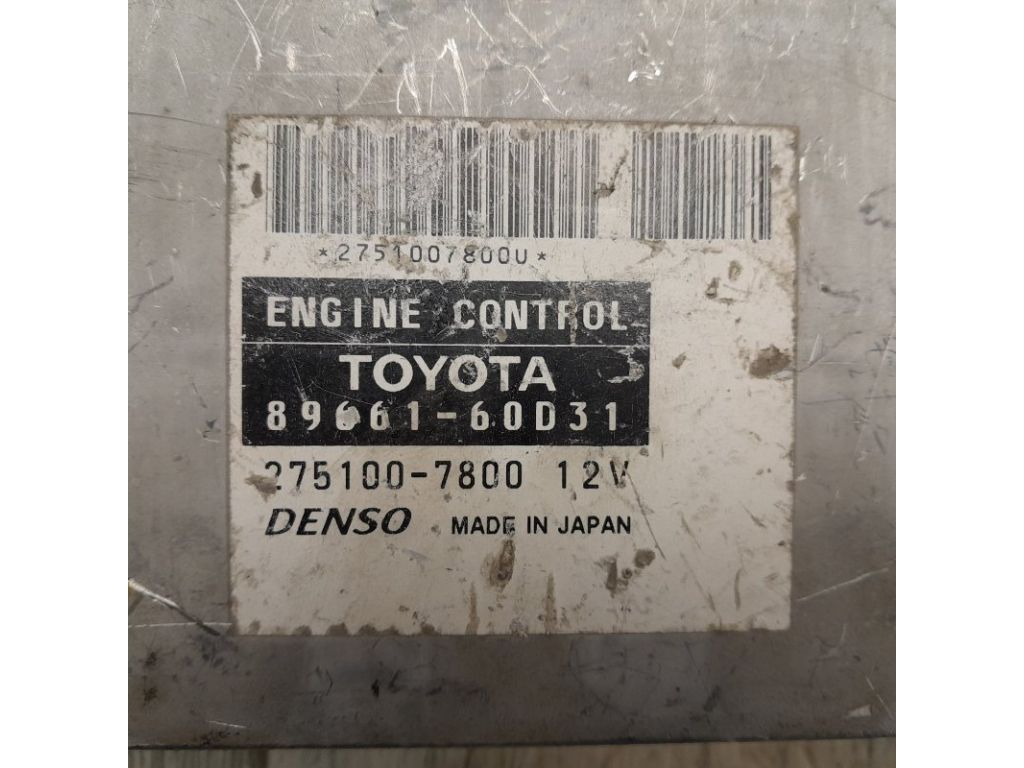 *2751007800U*
ENGINE CONTROL
TOYOTA
89661-60D31
275100-7800 12V
DENSO MADE IN JAPAN